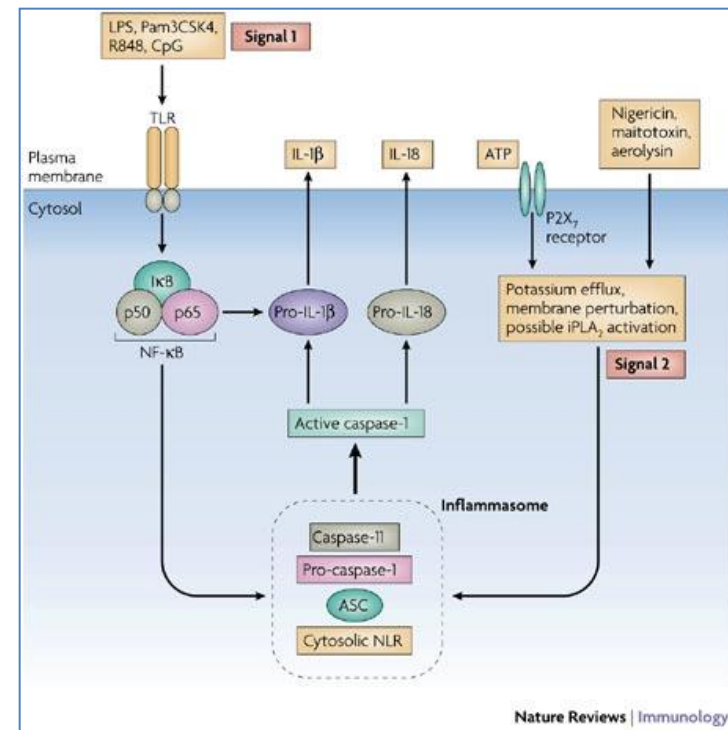 LPS, Pam3CSK4,
R848, CpG
Signal 1
TLR
IL-1β
IL-18
ATP
Nigericin,
maitotoxin,
aerolysin
Plasma
membrane
Cytosol
P2X₇
receptor
IκB
p50
p65
NF-κB
Pro-IL-1β
Pro-IL-18
Potassium efflux,
membrane perturbation,
possible iPLA₂ activation
Signal 2
Active caspase-1
Inflammasome
Caspase-11
Pro-caspase-1
ASC
Cytosolic NLR
Nature Reviews | Immunology